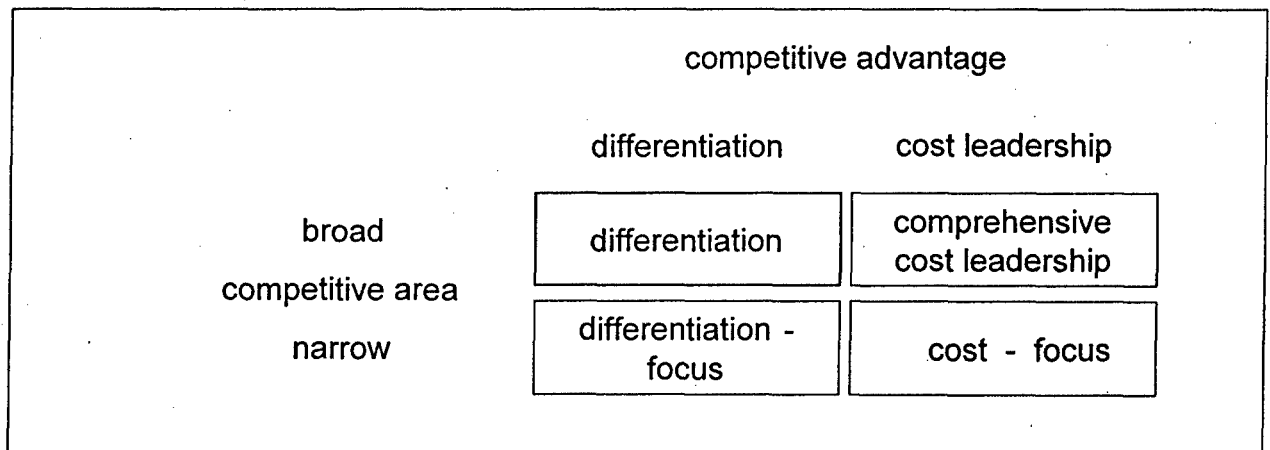 competitive advantage
differentiation cost leadership
broad
competitive area
narrow
differentiation
comprehensive
cost leadership
differentiation -
focus
cost - focus